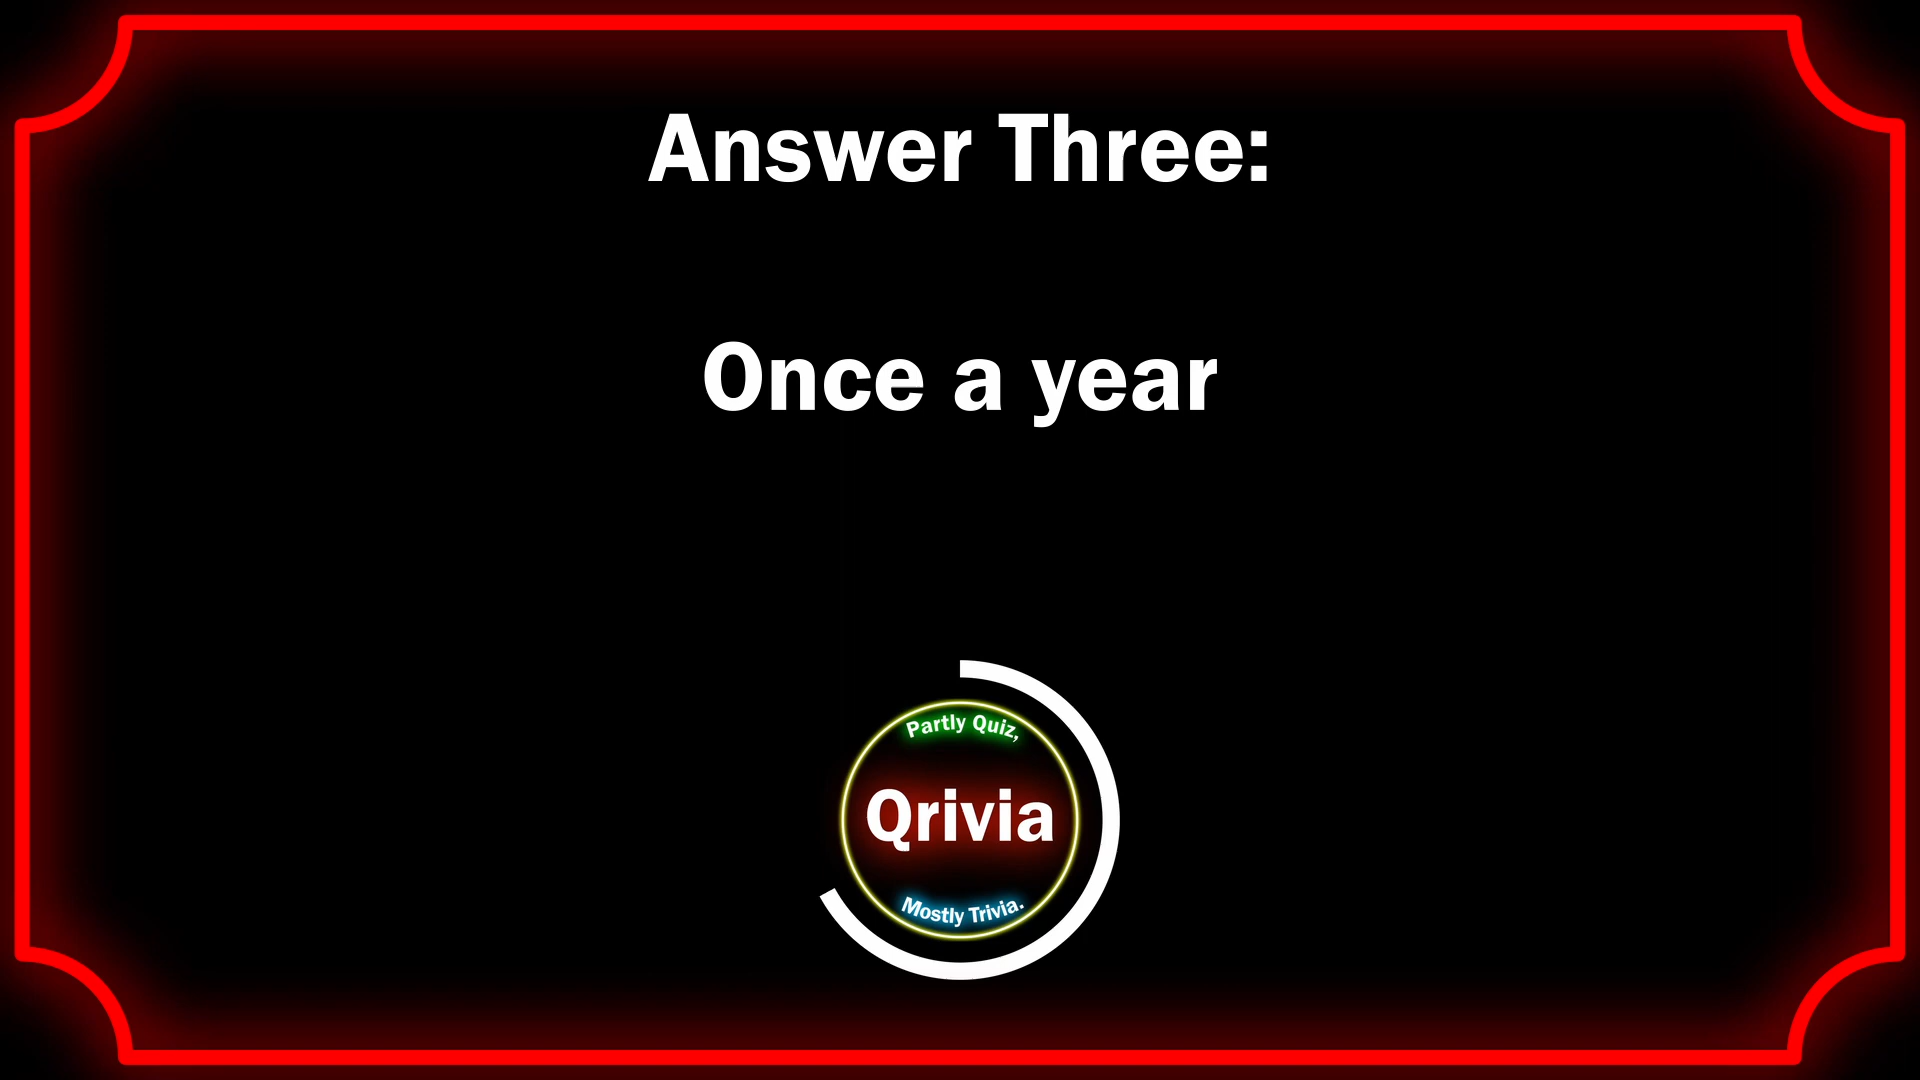 Answer Three:
Once a year
Partly Quiz,
Qrivia
Mostly Trivia.